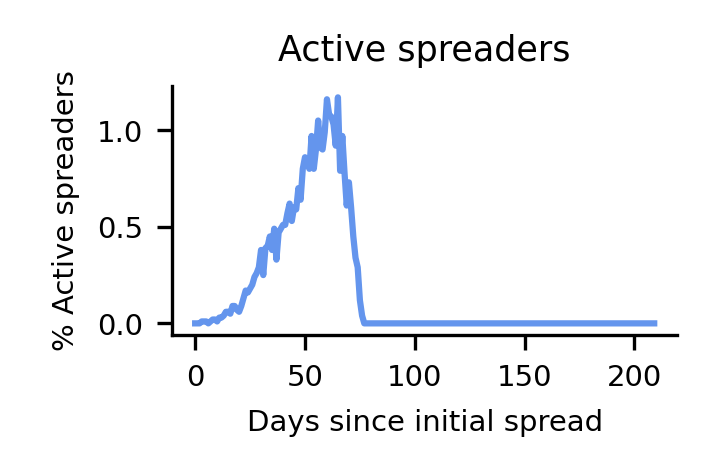 Active spreaders
% Active spreaders
1.0
0.5
0.0
0 50 100 150 200
Days since initial spread